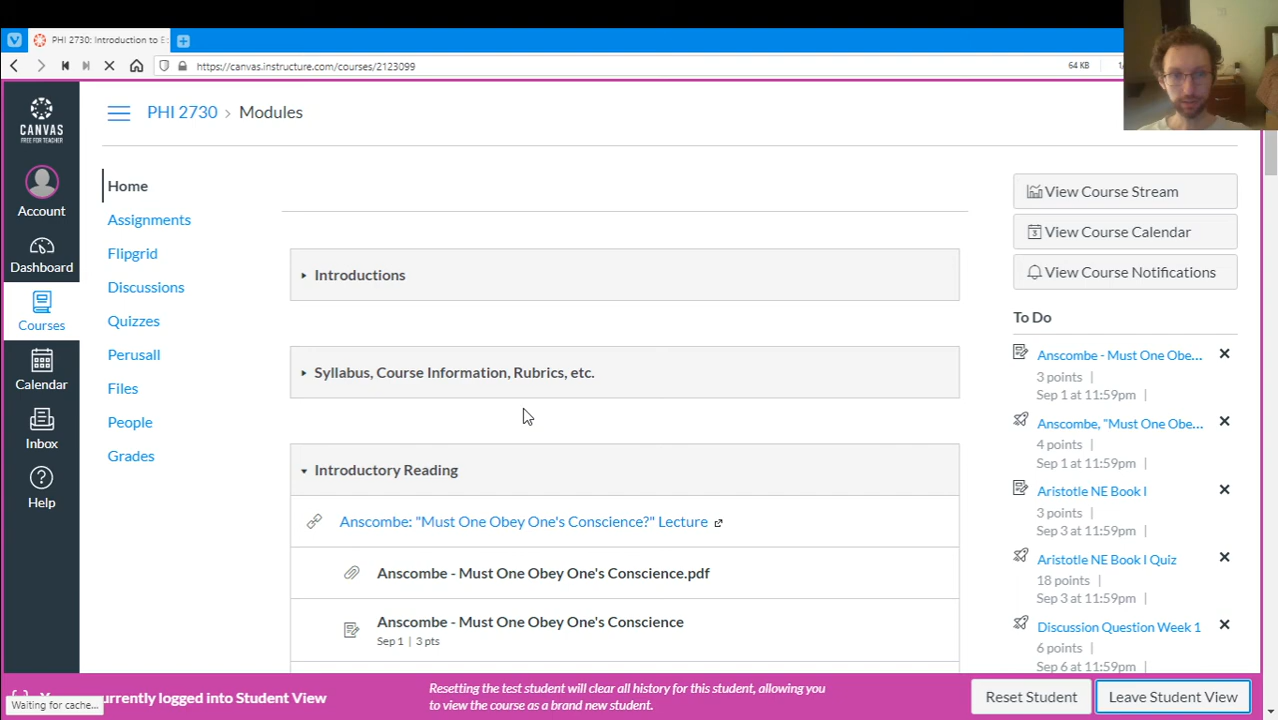 PHI 2730: Introduction to E
https://canvas.instructure.com/courses/2123099
64 KB
CANVAS
FREE FOR TEACHER
Account
Dashboard
Courses
Calendar
Inbox
Help
PHI 2730 › Modules
Home
Assignments
Flipgrid
Discussions
Quizzes
Perusall
Files
People
Grades
Introductions
Syllabus, Course Information, Rubrics, etc.
Introductory Reading
Anscombe: "Must One Obey One's Conscience?" Lecture
Anscombe - Must One Obey One's Conscience.pdf
Anscombe - Must One Obey One's Conscience
Sep 1 | 3 pts
View Course Stream
3 View Course Calendar
View Course Notifications
To Do
Anscombe - Must One Obe...
3 points |
Sep 1 at 11:59pm |
Anscombe, "Must One Obe...
4 points |
Sep 1 at 11:59pm |
Aristotle NE Book I
3 points |
Sep 3 at 11:59pm |
Aristotle NE Book I Quiz
18 points |
Sep 3 at 11:59pm |
Discussion Question Week 1
6 points |
Sep 6 at 11:59pm |
urrently logged into Student View
Waiting for cache...
Resetting the test student will clear all history for this student, allowing you
to view the course as a brand new student.
Reset Student
Leave Student View